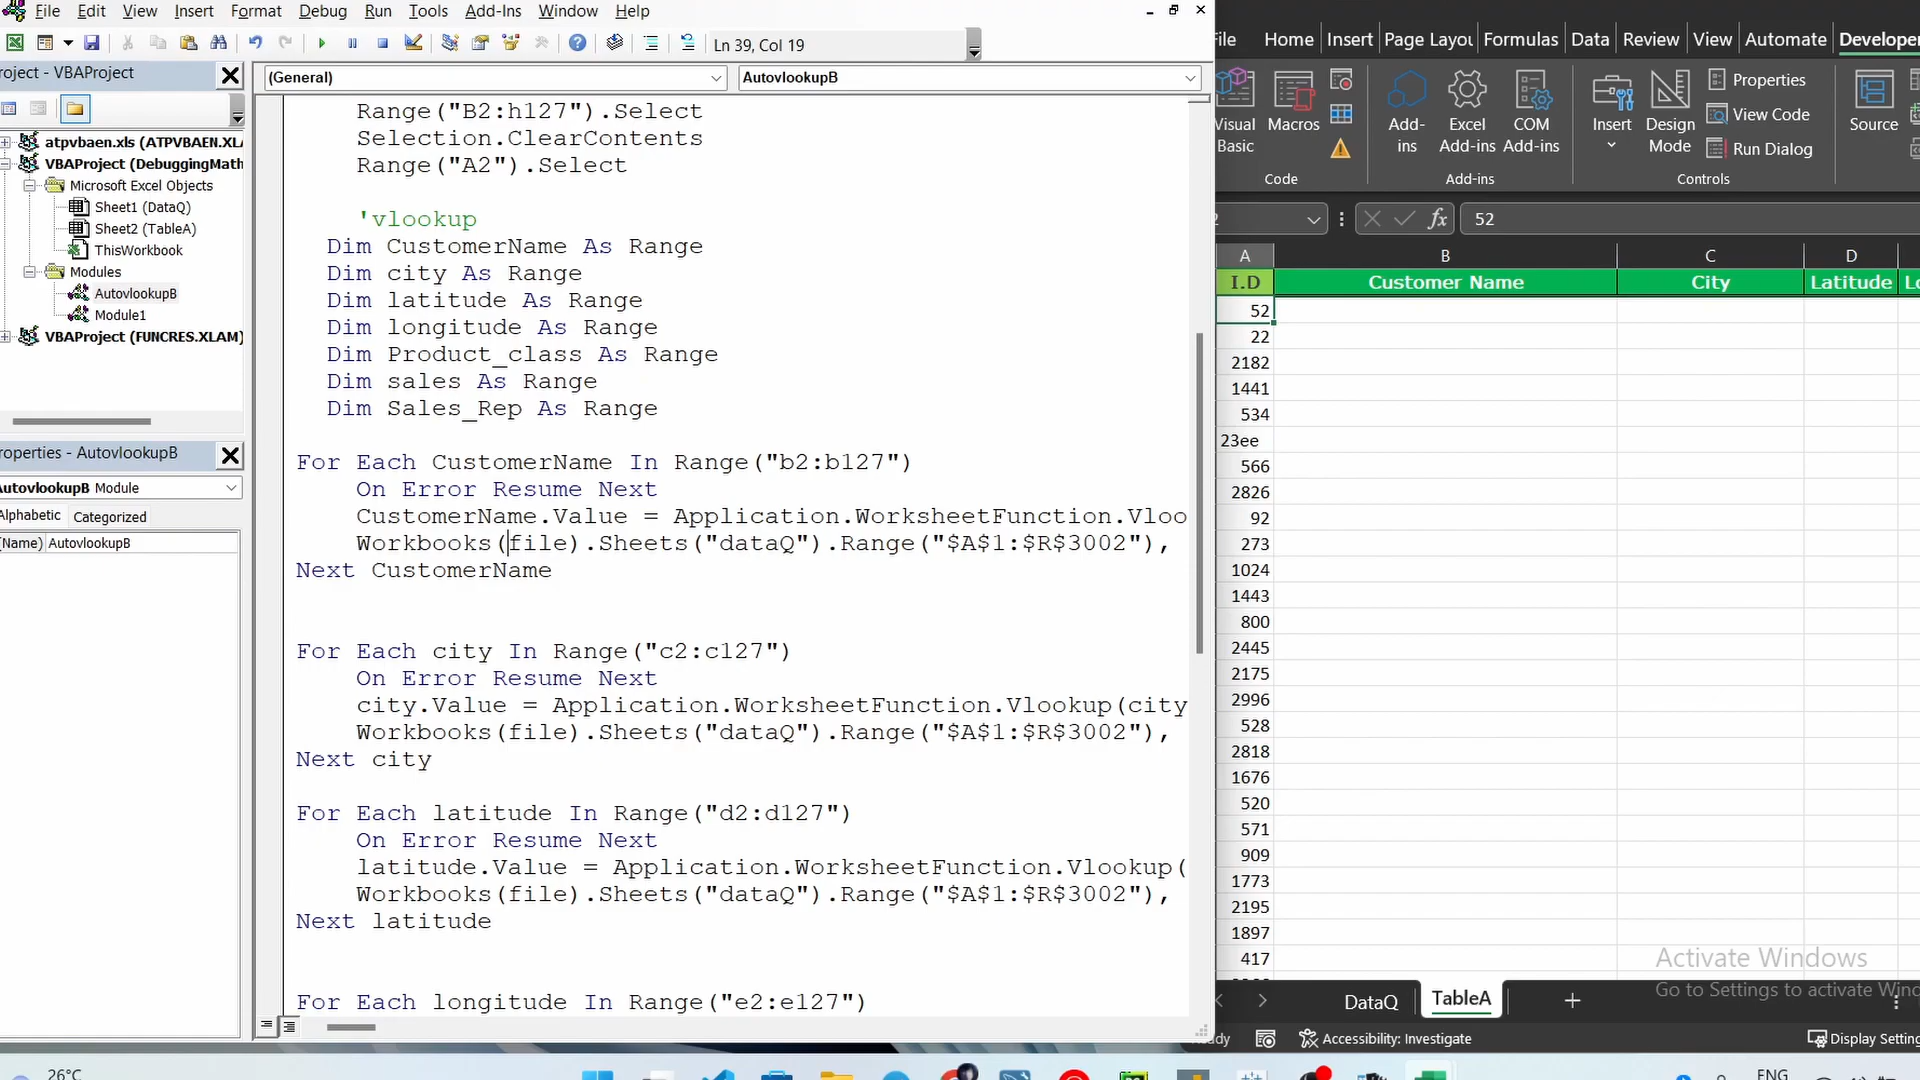 File Edit View Insert Format Debug Run Tools Add-Ins Window Help
Ln 39, Col 19
roject - VBAProject
atpvbaen.xls (ATPVBAEN.XLA
VBAProject (DebuggingMath
Microsoft Excel Objects
Sheet1 (DataQ)
Sheet2 (TableA)
ThisWorkbook
Modules
AutovlookupB
Module1
VBAProject (FUNCRES.XLAM)
roperties - AutovlookupB
AutovlookupB Module
Alphabetic Categorized
(Name) AutovlookupB
(General) AutovlookupB
Range("B2:h127").Select
Selection.ClearContents
Range("A2").Select
'vlookup
Dim CustomerName As Range
Dim city As Range
Dim latitude As Range
Dim longitude As Range
Dim Product_class As Range
Dim sales As Range
Dim Sales_Rep As Range
For Each CustomerName In Range("b2:b127")
On Error Resume Next
CustomerName.Value = Application.WorksheetFunction.Vloo
Workbooks(file).Sheets("dataQ").Range("$A$1:$R$3002"),
Next CustomerName
For Each city In Range("c2:c127")
On Error Resume Next
city.Value = Application.WorksheetFunction.Vlookup(city
Workbooks(file).Sheets("dataQ").Range("$A$1:$R$3002"),
Next city
For Each latitude In Range("d2:d127")
On Error Resume Next
latitude.Value = Application.WorksheetFunction.Vlookup(
Workbooks(file).Sheets("dataQ").Range("$A$1:$R$3002"),
Next latitude
For Each longitude In Range("e2:e127")
ile Home Insert Page Layou Formulas Data Review View Automate Developer
Visual Basic
Macros
Add-ins
Excel Add-ins
COM Add-ins
Insert
Design Mode
Properties
View Code
Run Dialog
Source
Code Add-ins Controls
2 fx 52
A B C D
I.D Customer Name City Latitude Lo
52
22
2182
1441
534
23ee
566
2826
92
273
1024
1443
800
2445
2175
2996
528
2818
1676
520
571
909
1773
2195
1897
417
Activate Windows
Go to Settings to activate Wind
DataQ TableA
eady Accessibility: Investigate Display Setting
26°C
ENG